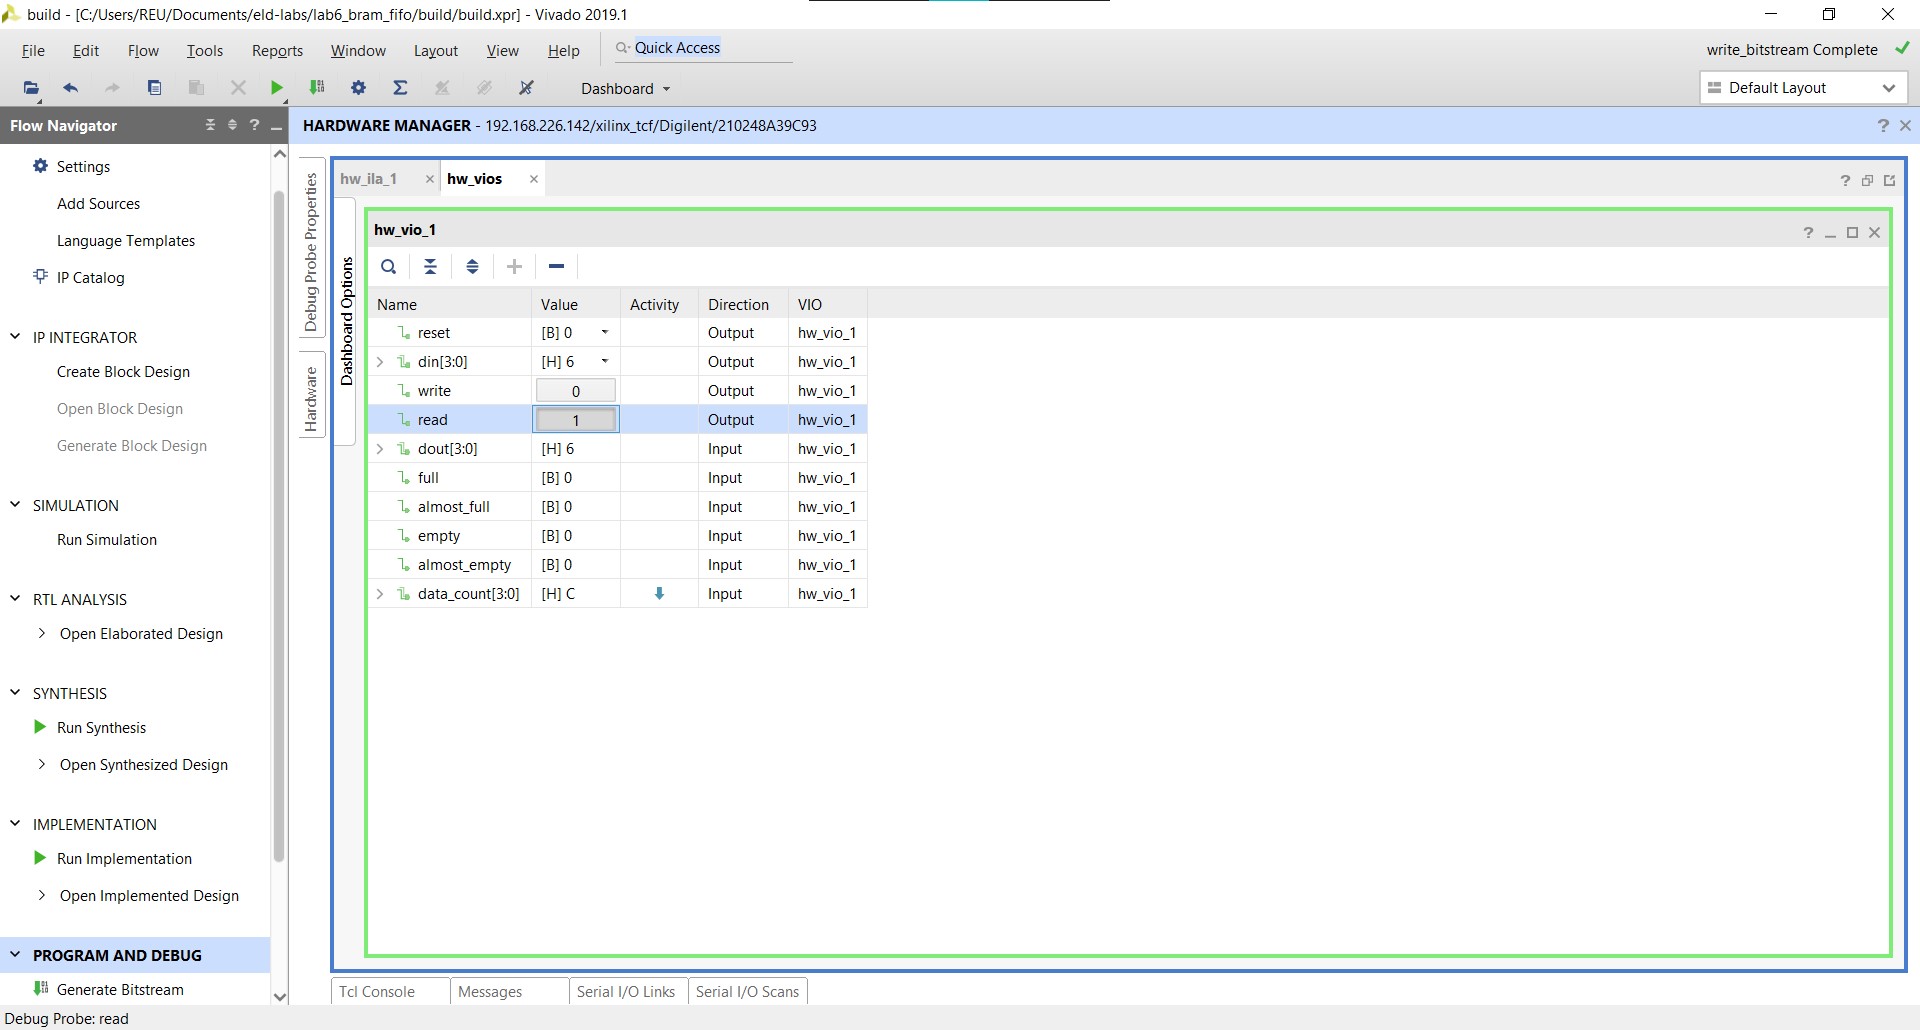 build - [C:/Users/REU/Documents/eld-labs/lab6_bram_fifo/build/build.xpr] - Vivado 2019.1
File Edit Flow Tools Reports Window Layout View Help Quick Access write_bitstream Complete
Dashboard Default Layout
Flow Navigator
HARDWARE MANAGER - 192.168.226.142/xilinx_tcf/Digilent/210248A39C93
Settings
Add Sources
Language Templates
IP Catalog
IP INTEGRATOR
Create Block Design
Open Block Design
Generate Block Design
SIMULATION
Run Simulation
RTL ANALYSIS
Open Elaborated Design
SYNTHESIS
Run Synthesis
Open Synthesized Design
IMPLEMENTATION
Run Implementation
Open Implemented Design
PROGRAM AND DEBUG
Generate Bitstream
Debug Probe Properties
Hardware
Dashboard Options
hw_ila_1 hw_vios
hw_vio_1
Name Value Activity Direction VIO
reset [B] 0 Output hw_vio_1
din[3:0] [H] 6 Output hw_vio_1
write 0 Output hw_vio_1
read 1 Output hw_vio_1
dout[3:0] [H] 6 Input hw_vio_1
full [B] 0 Input hw_vio_1
almost_full [B] 0 Input hw_vio_1
empty [B] 0 Input hw_vio_1
almost_empty [B] 0 Input hw_vio_1
data_count[3:0] [H] C Input hw_vio_1
Tcl Console Messages Serial I/O Links Serial I/O Scans
Debug Probe: read